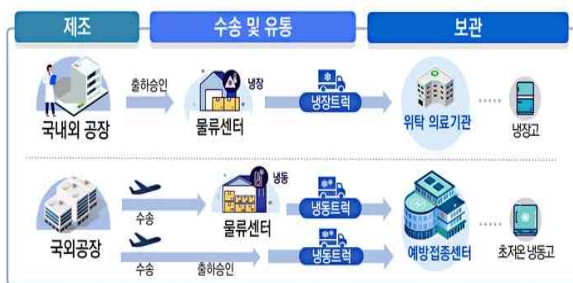 제조
수송 및 유통
보관
국내외 공장
출하승인
냉장
물류센터
냉장트럭
위탁 의료기관
냉장고
국외공장
수송
냉동
물류센터
냉동트럭
수송
출하승인
냉동트럭
예방접종센터
초저온 냉동고